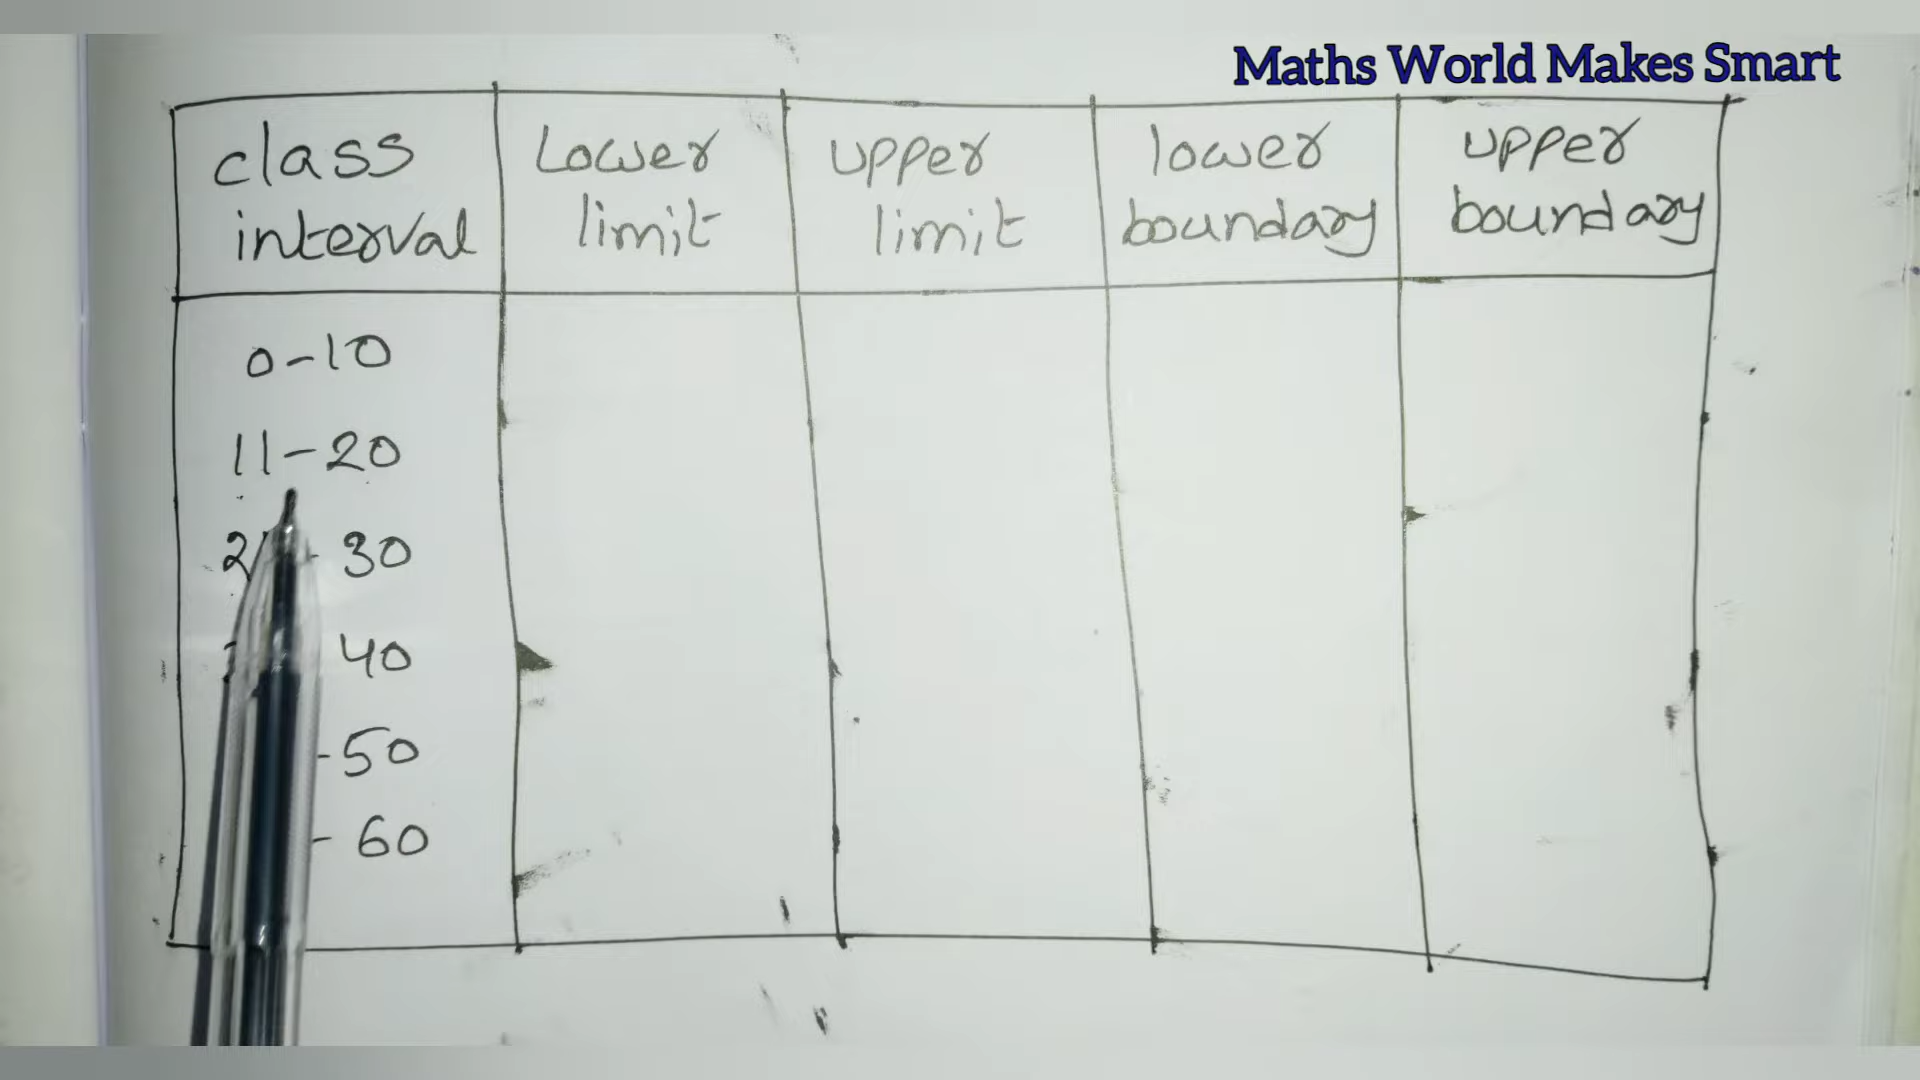 Maths World Makes Smart
class interval
Lower limit
upper limit
lower boundary
upper boundary
0-10
11-20
30
40
-50
- 60